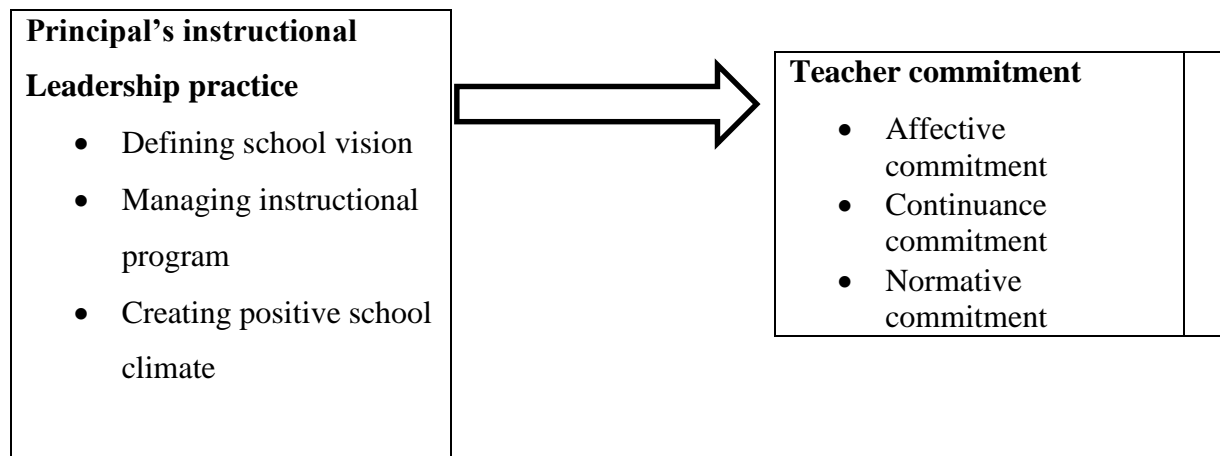 Principal’s instructional
Leadership practice
• Defining school vision
• Managing instructional
program
• Creating positive school
climate
Teacher commitment
• Affective
commitment
• Continuance
commitment
• Normative
commitment